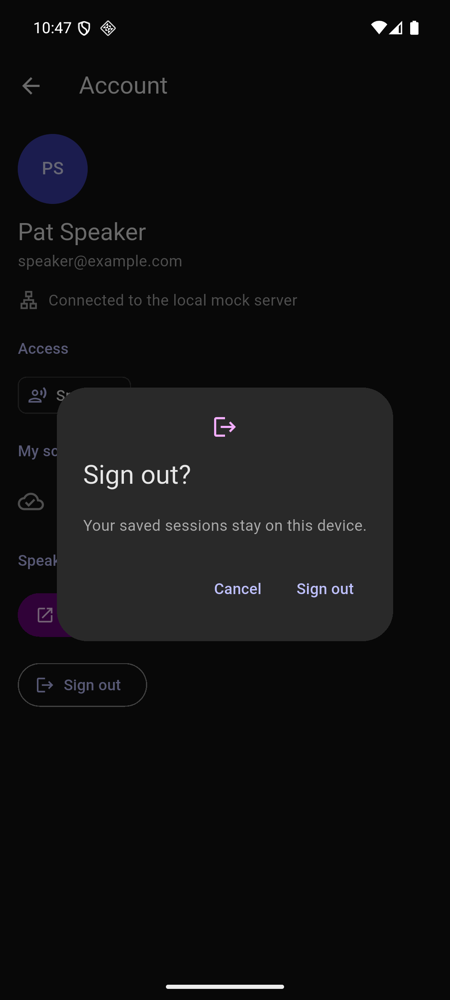 10:47
Account
PS
Pat Speaker
speaker@example.com
Connected to the local mock server
Access
Sign out?
Your saved sessions stay on this device.
Cancel
Sign out
My
Sign out